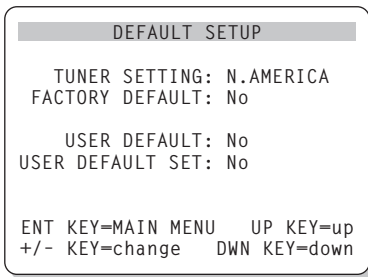 DEFAULT SETUP
TUNER SETTING: N.AMERICA
FACTORY DEFAULT: No
USER DEFAULT: No
USER DEFAULT SET: No
ENT KEY=MAIN MENU UP KEY=up
+/- KEY=change DWN KEY=down